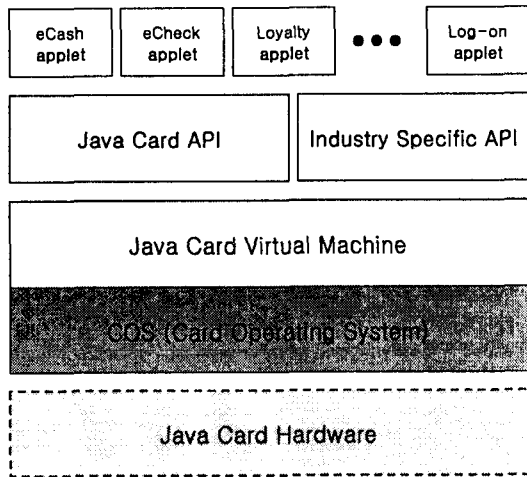 eCash
applet
eCheck
applet
Loyalty
applet
•••
Log-on
applet
Java Card API
Industry Specific API
Java Card Virtual Machine
COS (Card Operating System)
Java Card Hardware